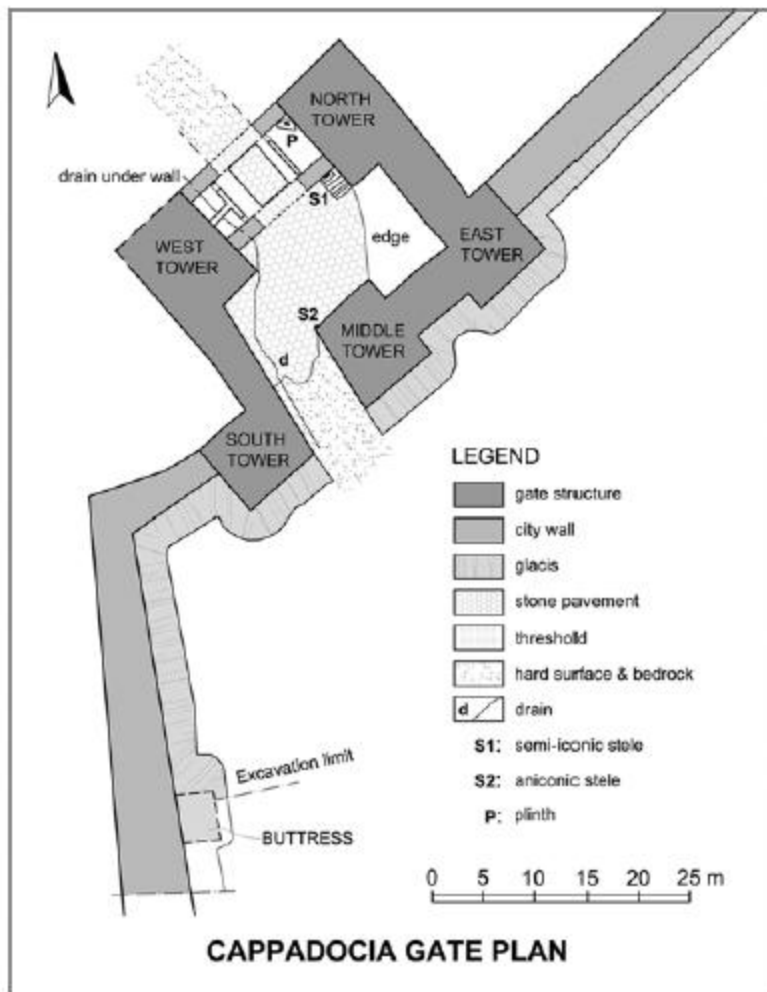 NORTH
TOWER
P
drain under wall
S1
WEST
TOWER
edge
EAST
TOWER
S2
MIDDLE
TOWER
d
SOUTH
TOWER
LEGEND
gate structure
city wall
glacis
stone pavement
threshold
hard surface & bedrock
d drain
S1: semi-iconic stele
S2: aniconic stele
P: plinth
Excavation limit
BUTTRESS
0 5 10 15 20 25 m
CAPPADOCIA GATE PLAN